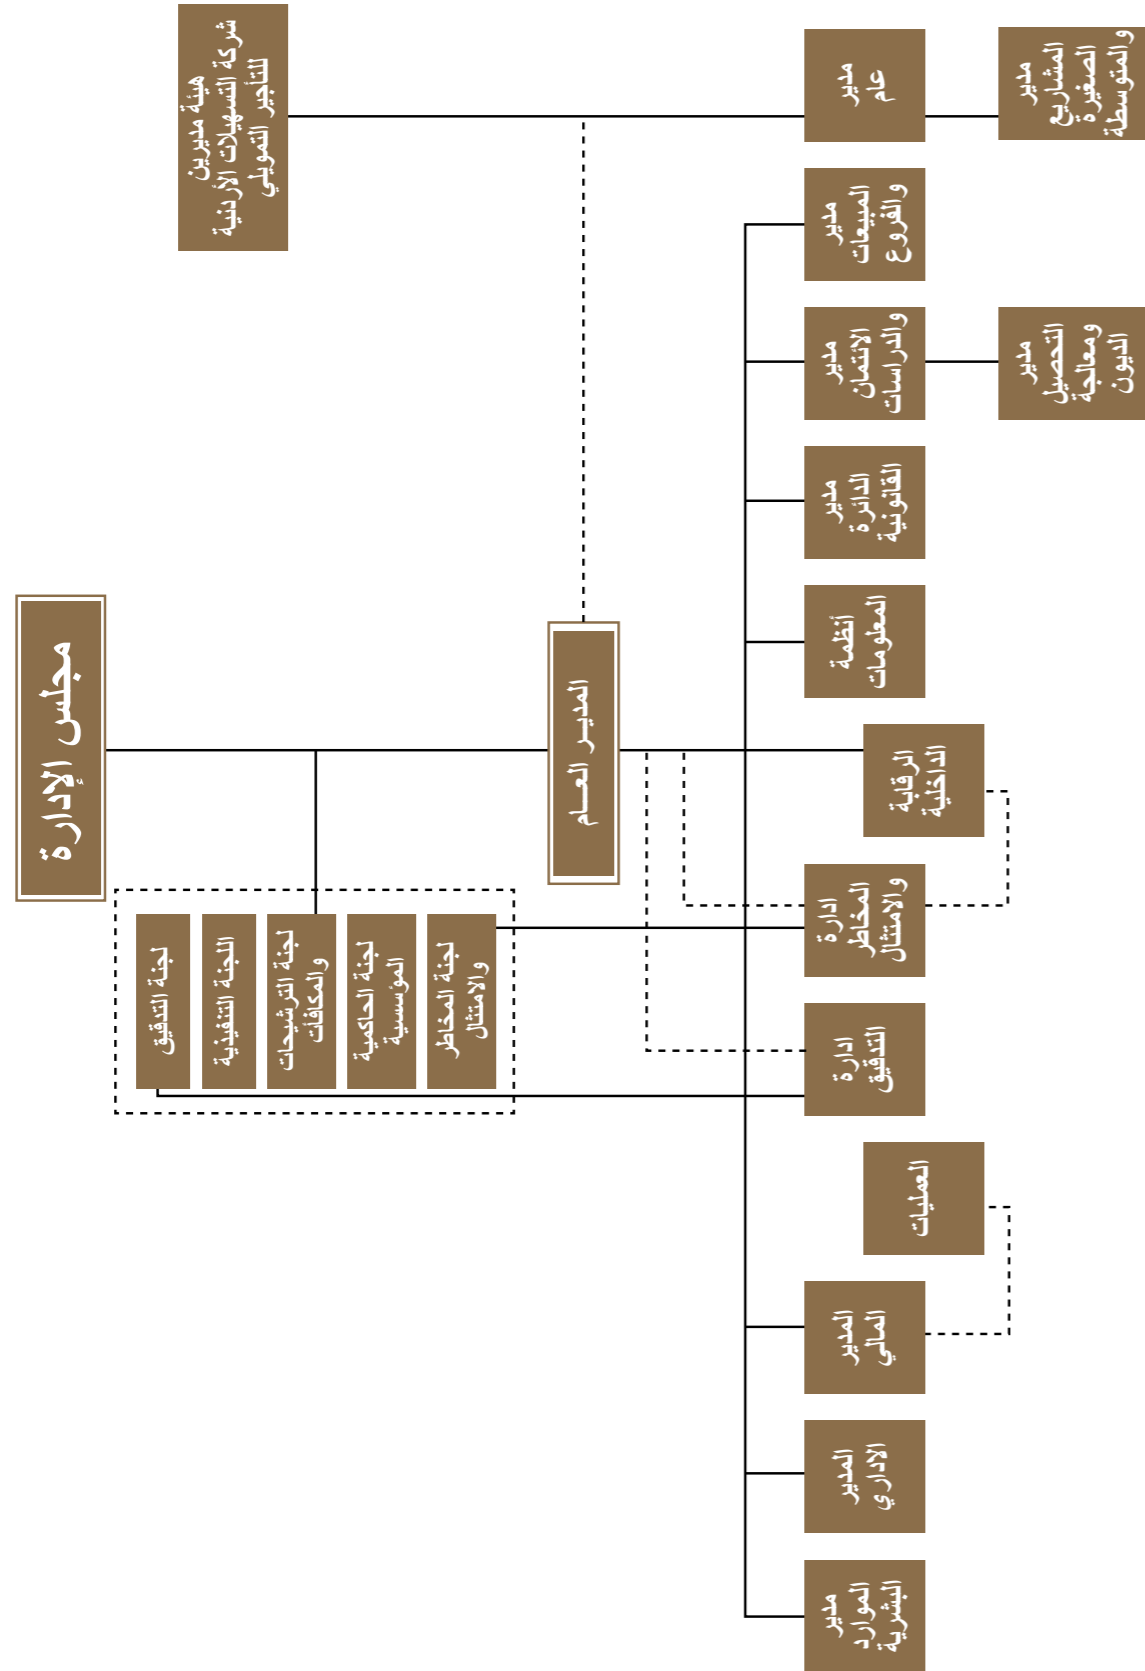 مجلس الإدارة
هيئة مديرين
شركة التسهيلات الأردنية
للتأجير التمويلي
لجنة التدقيق
اللجنة التنفيذية
لجنة الترشيحات
والمكافأت
لجنة الحاكمية
المؤسسية
لجنة المخاطر
والامتثال
المديـر العـــام
مدير
عام
مدير
المبيعات
والفروع
مدير
الائتمان
والدراسات
مدير
الدائرة
القانونية
أنظمة
المعلومات
الرقابة
الداخلية
ادارة
المخاطر
والامتثال
ادارة
التدقيق
العمليات
المدير
المالي
المدير
الاداري
مدير
الموارد
البشرية
مدير
المشاريع
الصغيرة
والمتوسطة
مدير
التحصيل
ومعالجة
الديون